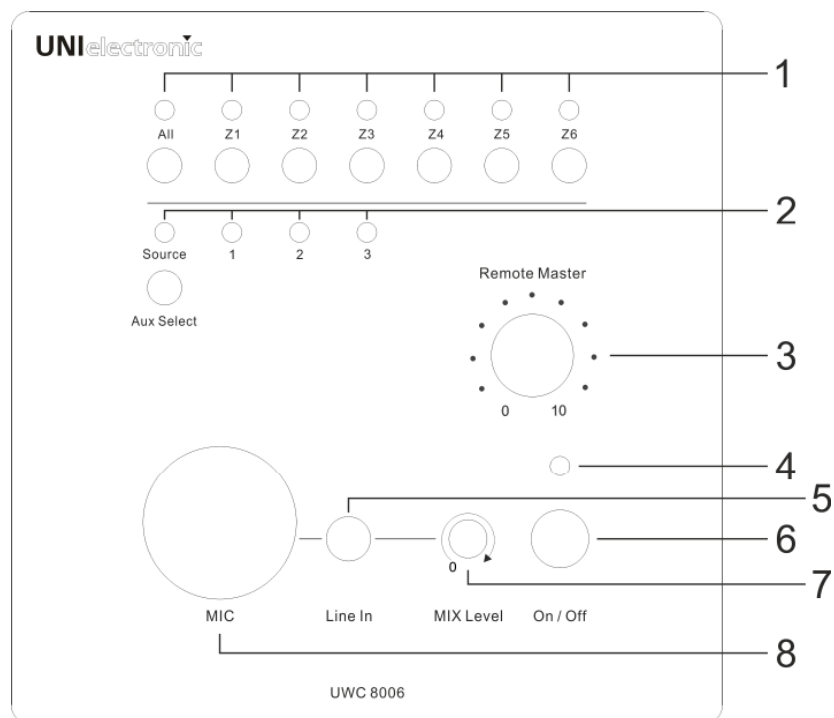 UNIelectronic
1
All Z1 Z2 Z3 Z4 Z5 Z6
2
Source 1 2 3
Aux Select
Remote Master
3
0 10
4
5
6
0
7
MIC Line In MIX Level On / Off
8
UWC 8006